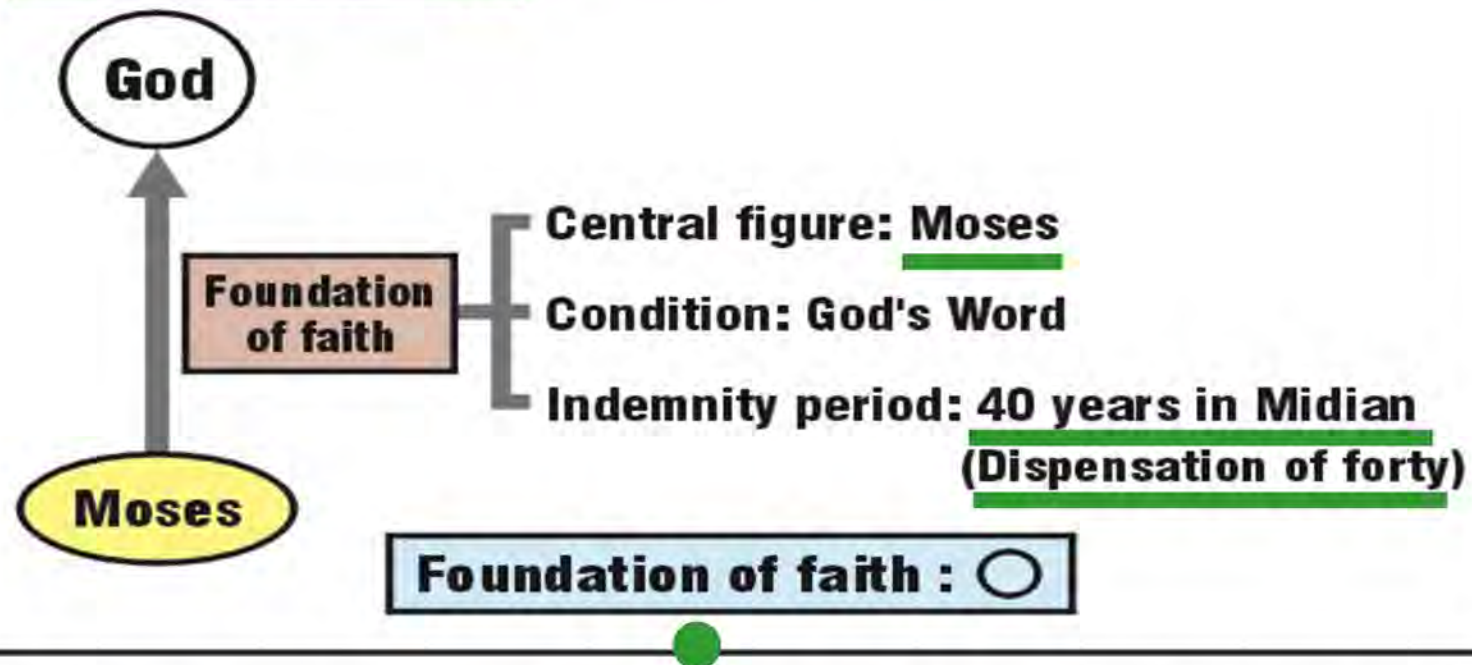 God
Central figure: Moses
Foundation
of faith
Condition: God's Word
Indemnity period: 40 years in Midian
(Dispensation of forty)
Moses
Foundation of faith : ○